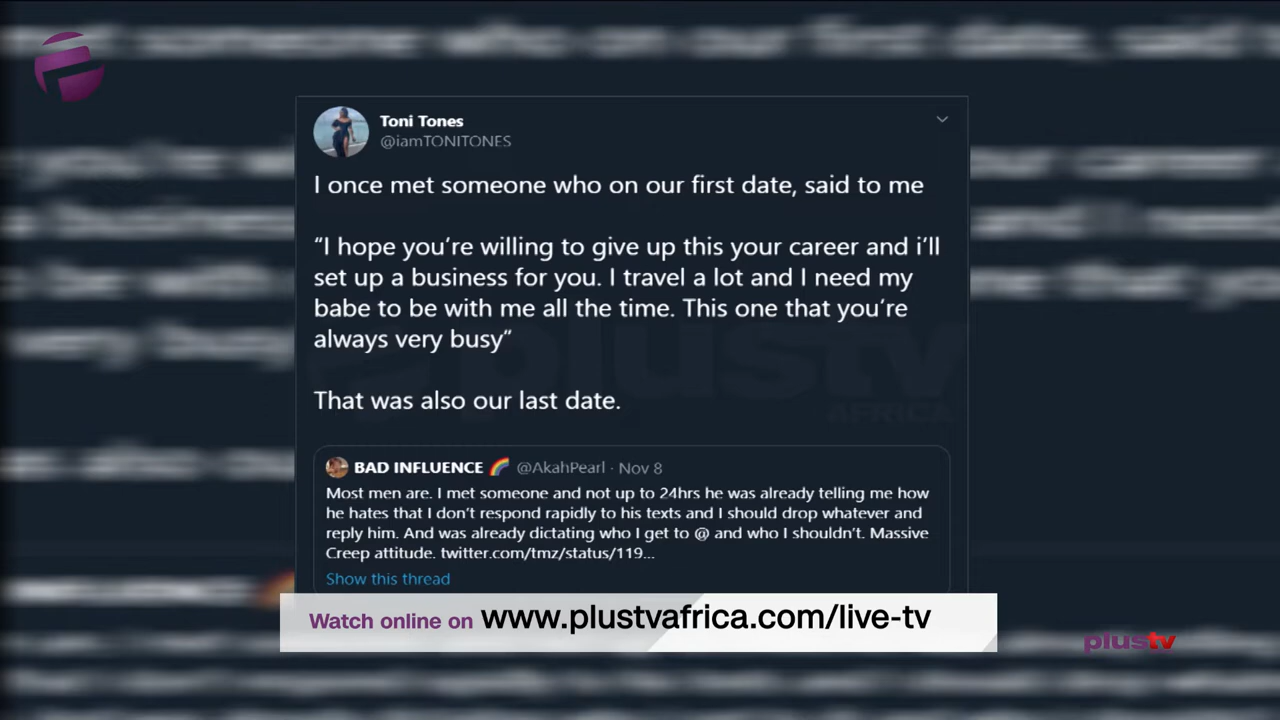 Toni Tones
@iamTONITONES
I once met someone who on our first date, said to me
“I hope you’re willing to give up this your career and i’ll
set up a business for you. I travel a lot and I need my
babe to be with me all the time. This one that you’re
always very busy”
That was also our last date.
BAD INFLUENCE 🌈 @AkahPearl · Nov 8
Most men are. I met someone and not up to 24hrs he was already telling me how
he hates that I don’t respond rapidly to his texts and I should drop whatever and
reply him. And was already dictating who I get to @ and who I shouldn’t. Massive
Creep attitude. twitter.com/tmz/status/119...
Show this thread
Watch online on www.plustvafrica.com/live-tv
plustv
plustv
AFRICA